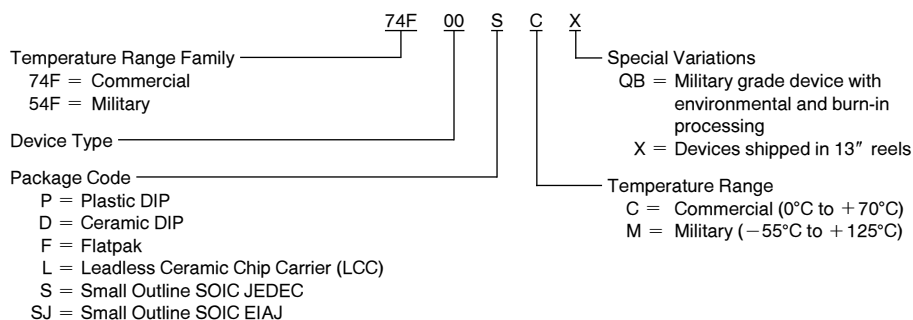 74F 00 S C X
Temperature Range Family
74F = Commercial
54F = Military
Device Type
Package Code
P = Plastic DIP
D = Ceramic DIP
F = Flatpak
L = Leadless Ceramic Chip Carrier (LCC)
S = Small Outline SOIC JEDEC
SJ = Small Outline SOIC EIAJ
Special Variations
QB = Military grade device with
environmental and burn-in
processing
X = Devices shipped in 13″ reels
Temperature Range
C = Commercial (0°C to +70°C)
M = Military (−55°C to +125°C)